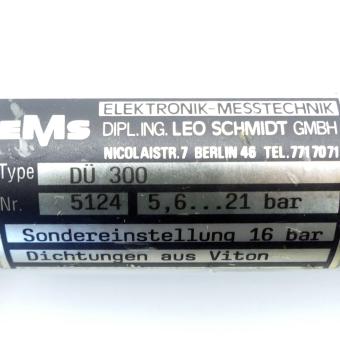 ELEKTRONIK-MESSTECHNIK
EMS DIPL.ING. LEO SCHMIDT GMBH
NICOLAISTR.7 BERLIN 46 TEL.7717071
Type DÜ 300
Nr. 5124 5,6...21 bar
Sondereinstellung 16 bar
Dichtungen aus Viton